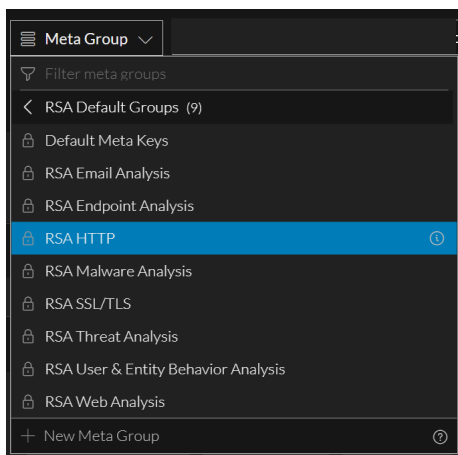 Meta Group
Filter meta groups
RSA Default Groups (9)
Default Meta Keys
RSA Email Analysis
RSA Endpoint Analysis
RSA HTTP
RSA Malware Analysis
RSA SSL/TLS
RSA Threat Analysis
RSA User & Entity Behavior Analysis
RSA Web Analysis
+ New Meta Group